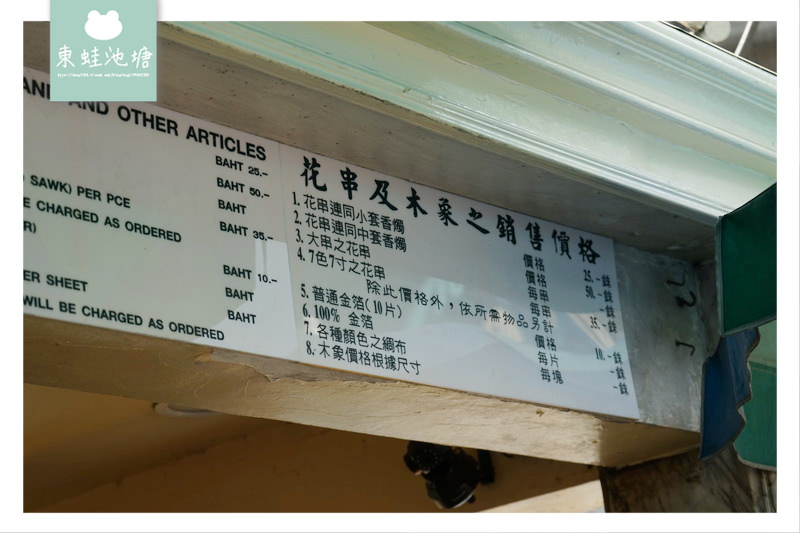 東蛙池塘
AND OTHER ARTICLES
BAHT 25.-
BAHT 50.-
SAWK) PER PCE
BAHT
E CHARGED AS ORDERED
BAHT 35.-
R)
BAHT 10.-
ER SHEET
BAHT
BAHT
WILL BE CHARGED AS ORDERED
花串及木象之銷售價格
1. 花串連同小套香燭 價格 25.-銖
2. 花串連同中套香燭 價格 50.-銖
3. 大串之花串 每串 -銖
4. 7色7寸之花串 每串 35.-銖
除此價格外，依所需物品另計
5. 普通金箔(10片) 價格 10.-銖
6. 100% 金箔 每片 -銖
7. 各種顏色之綢布 每塊 -銖
8. 木象價格根據尺寸